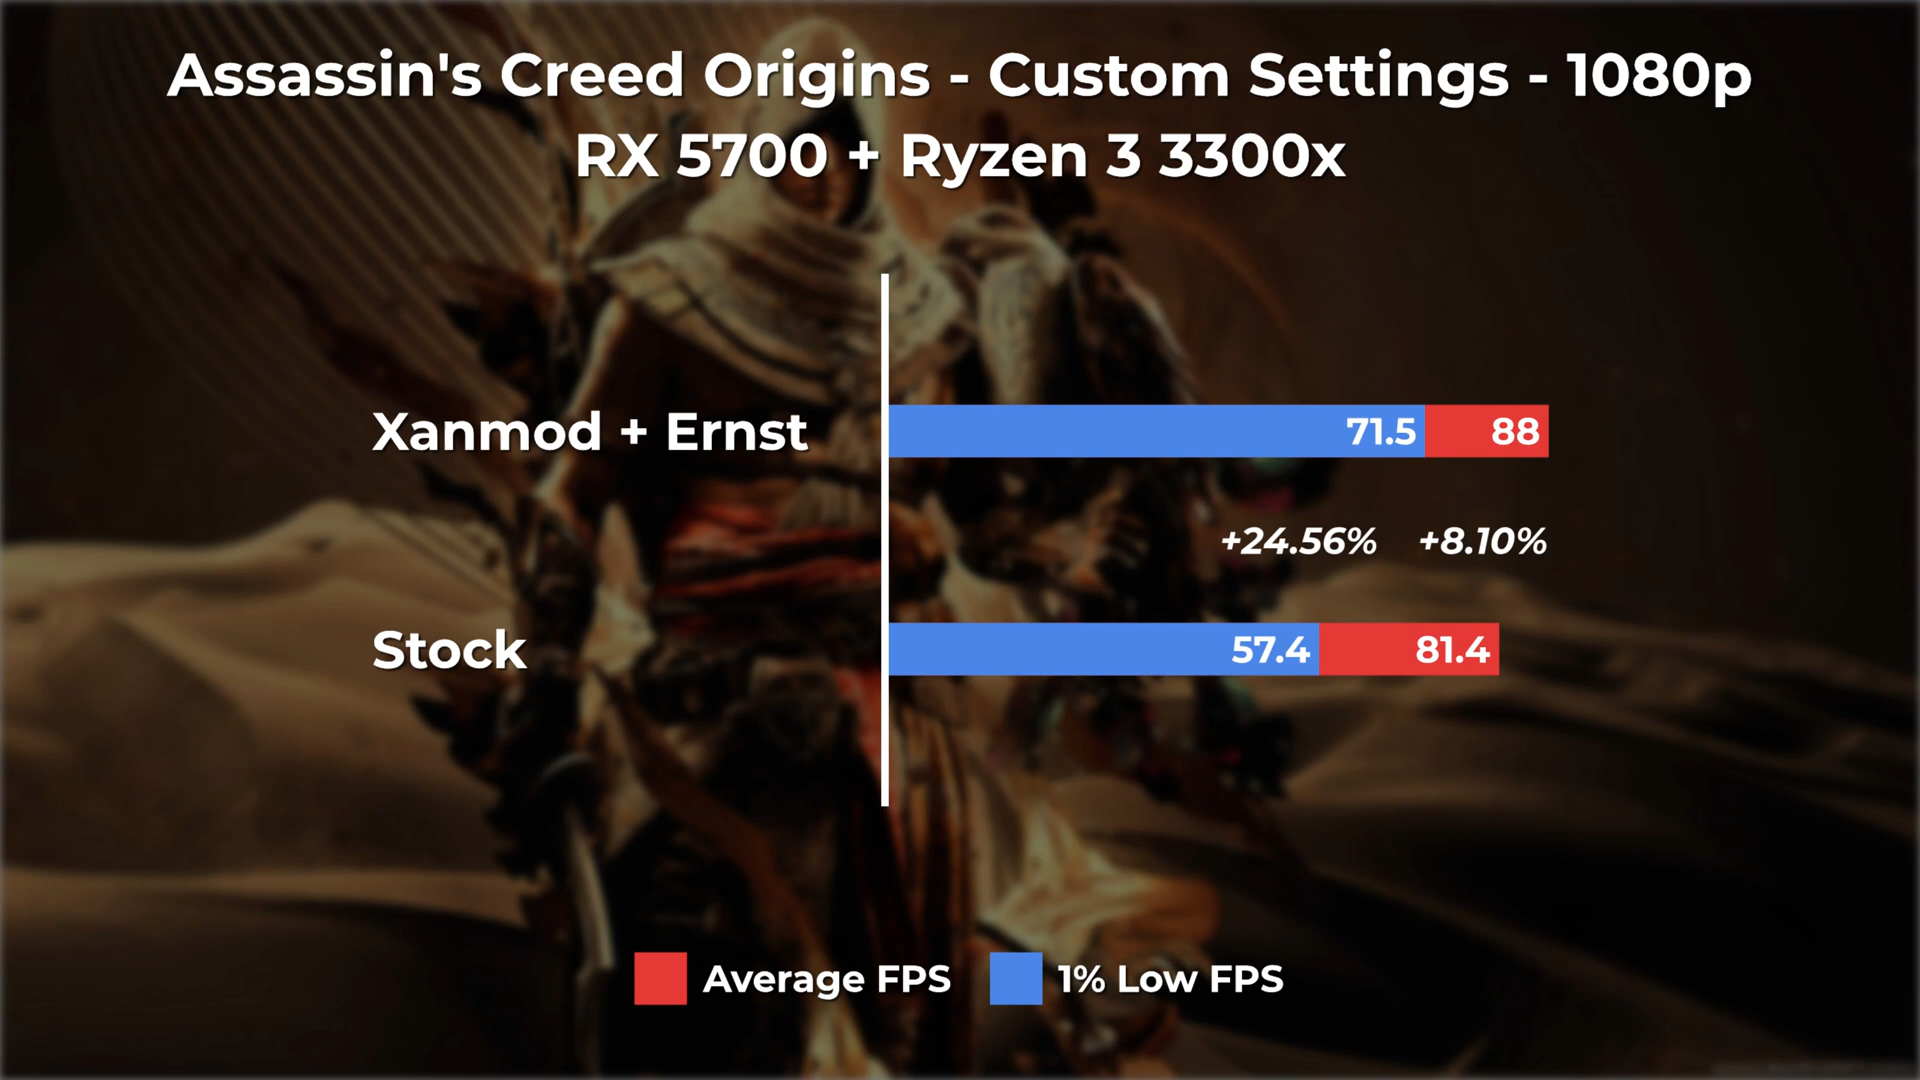 Assassin's Creed Origins - Custom Settings - 1080p
RX 5700 + Ryzen 3 3300x
Xanmod + Ernst
71.5
88
+24.56%
+8.10%
Stock
57.4
81.4
Average FPS
1% Low FPS